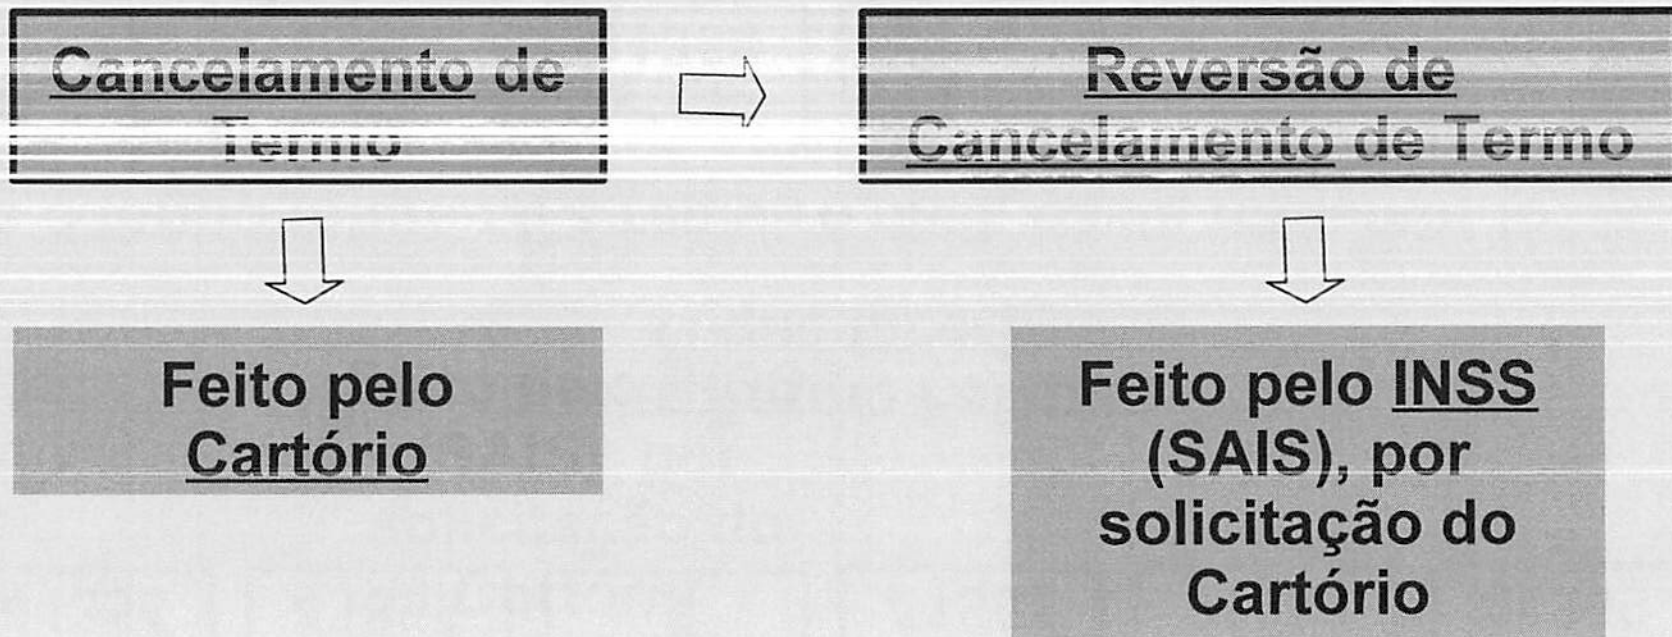 Cancelamento de
Termo
Reversão de
Cancelamento de Termo
Feito pelo
Cartório
Feito pelo INSS
(SAIS), por
solicitação do
Cartório